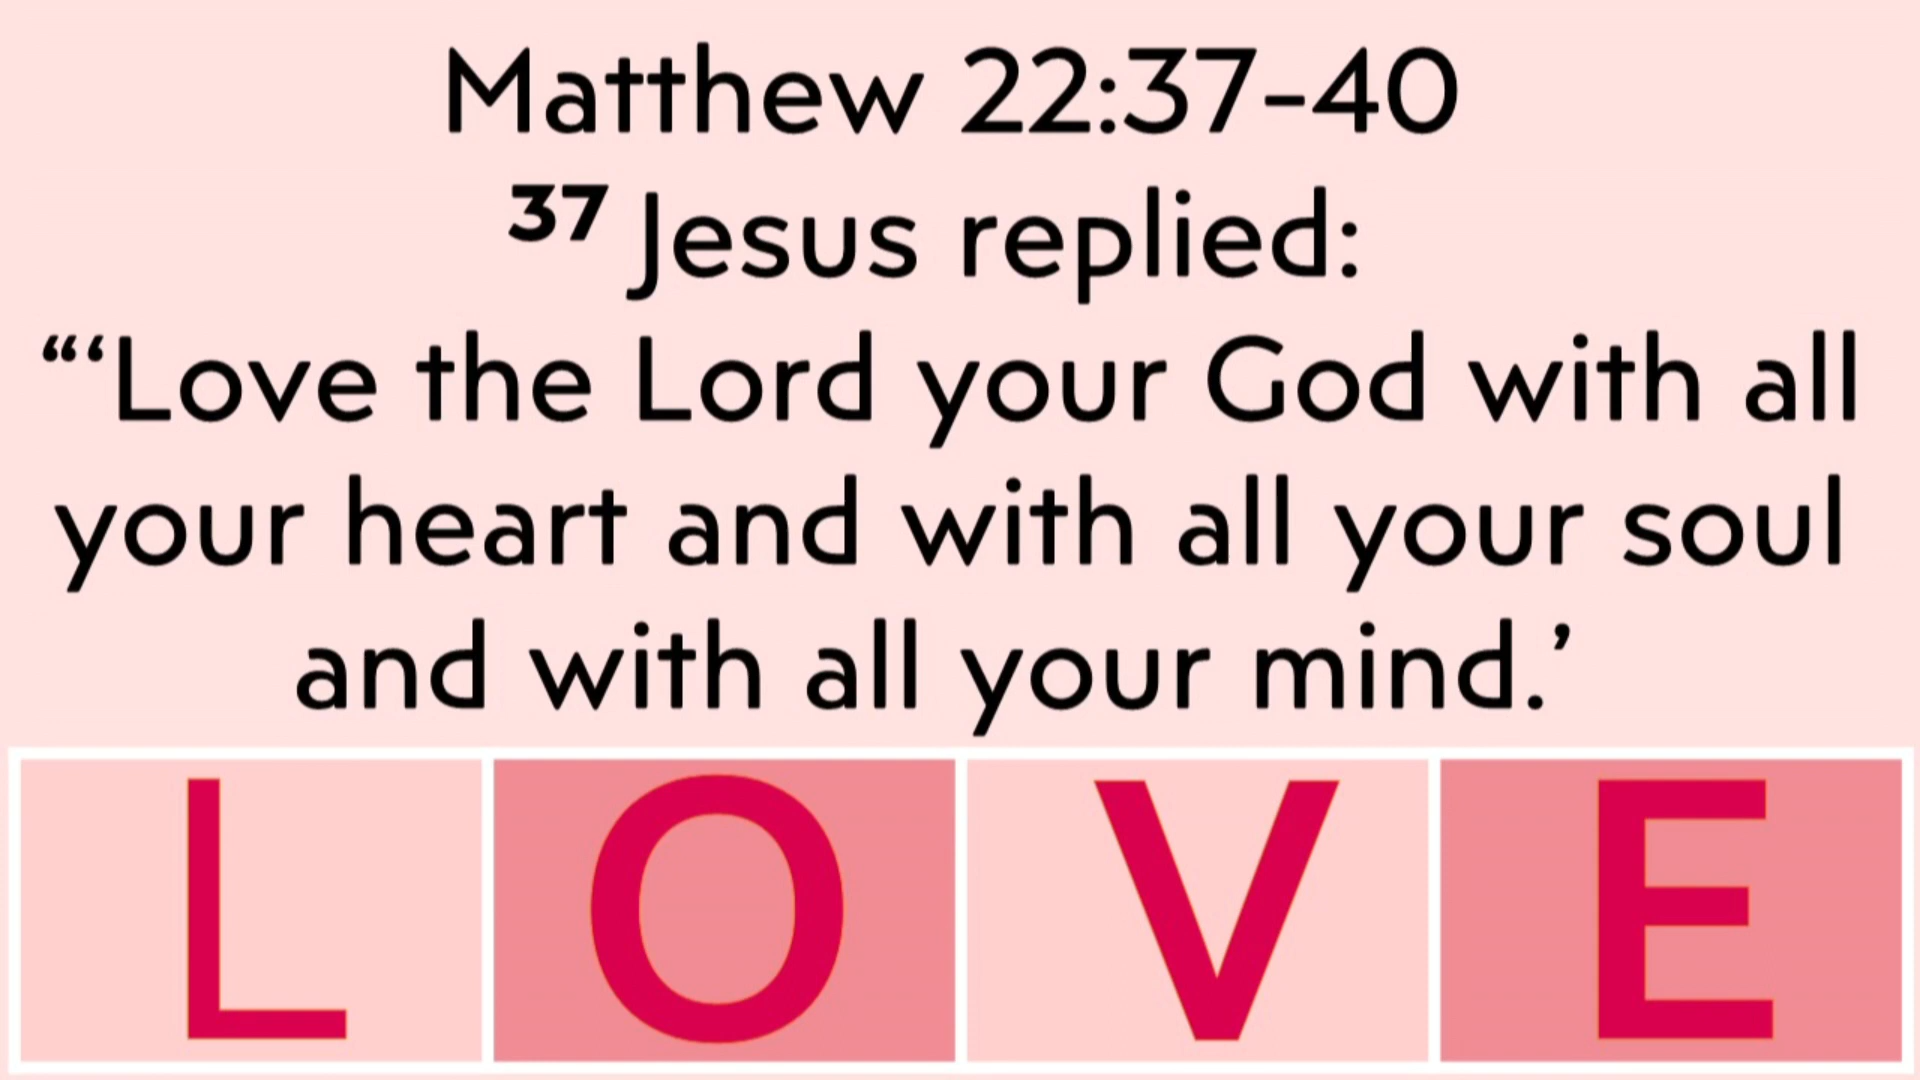 Matthew 22:37-40
³⁷ Jesus replied:
“‘Love the Lord your God with all
your heart and with all your soul
and with all your mind.’
LOVE